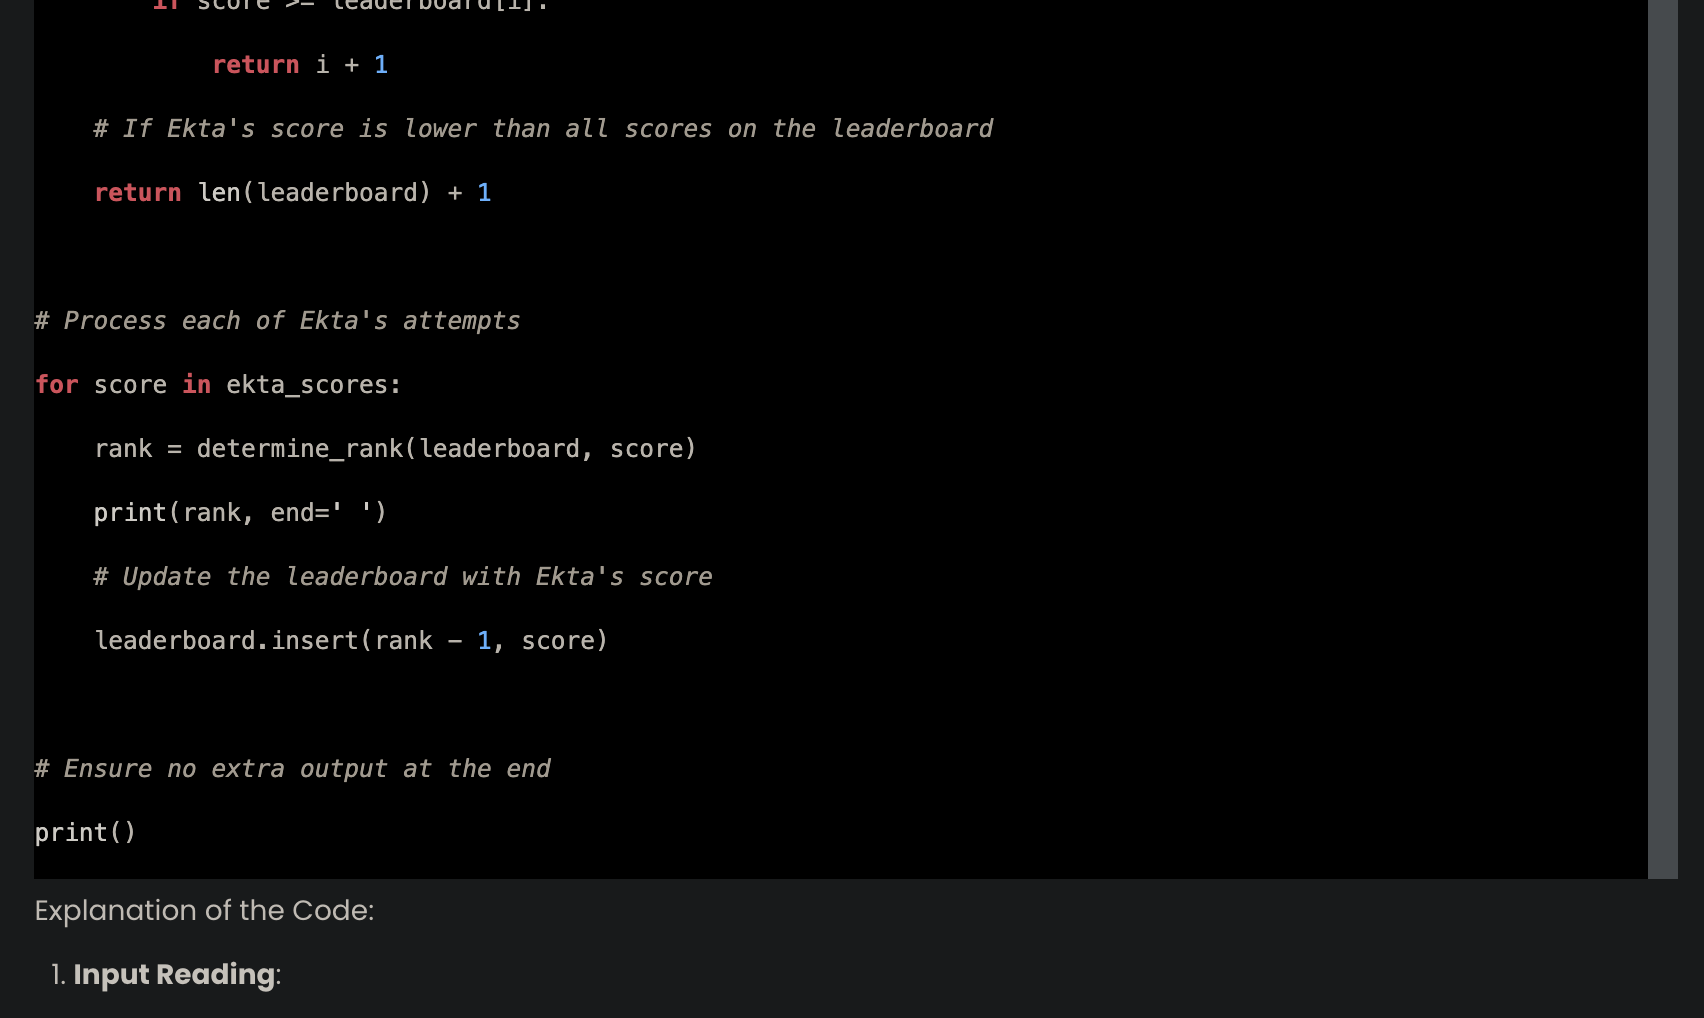 if score >= leaderboard[i]:
return i + 1
# If Ekta's score is lower than all scores on the leaderboard
return len(leaderboard) + 1
# Process each of Ekta's attempts
for score in ekta_scores:
rank = determine_rank(leaderboard, score)
print(rank, end=' ')
# Update the leaderboard with Ekta's score
leaderboard.insert(rank - 1, score)
# Ensure no extra output at the end
print()
Explanation of the Code:
1. Input Reading: